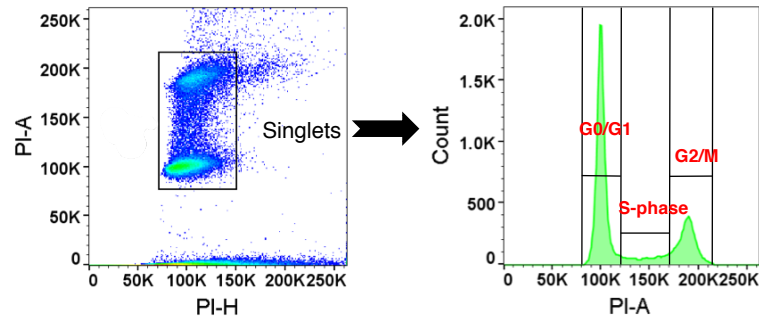 250K
200K
150K
100K
50K
0
PI-A
0 50K 100K 150K 200K 250K
PI-H
Singlets
2.0K
1.5K
1.0K
500
0
Count
G0/G1
G2/M
S-phase
0 50K 100K 150K 200K 250K
PI-A